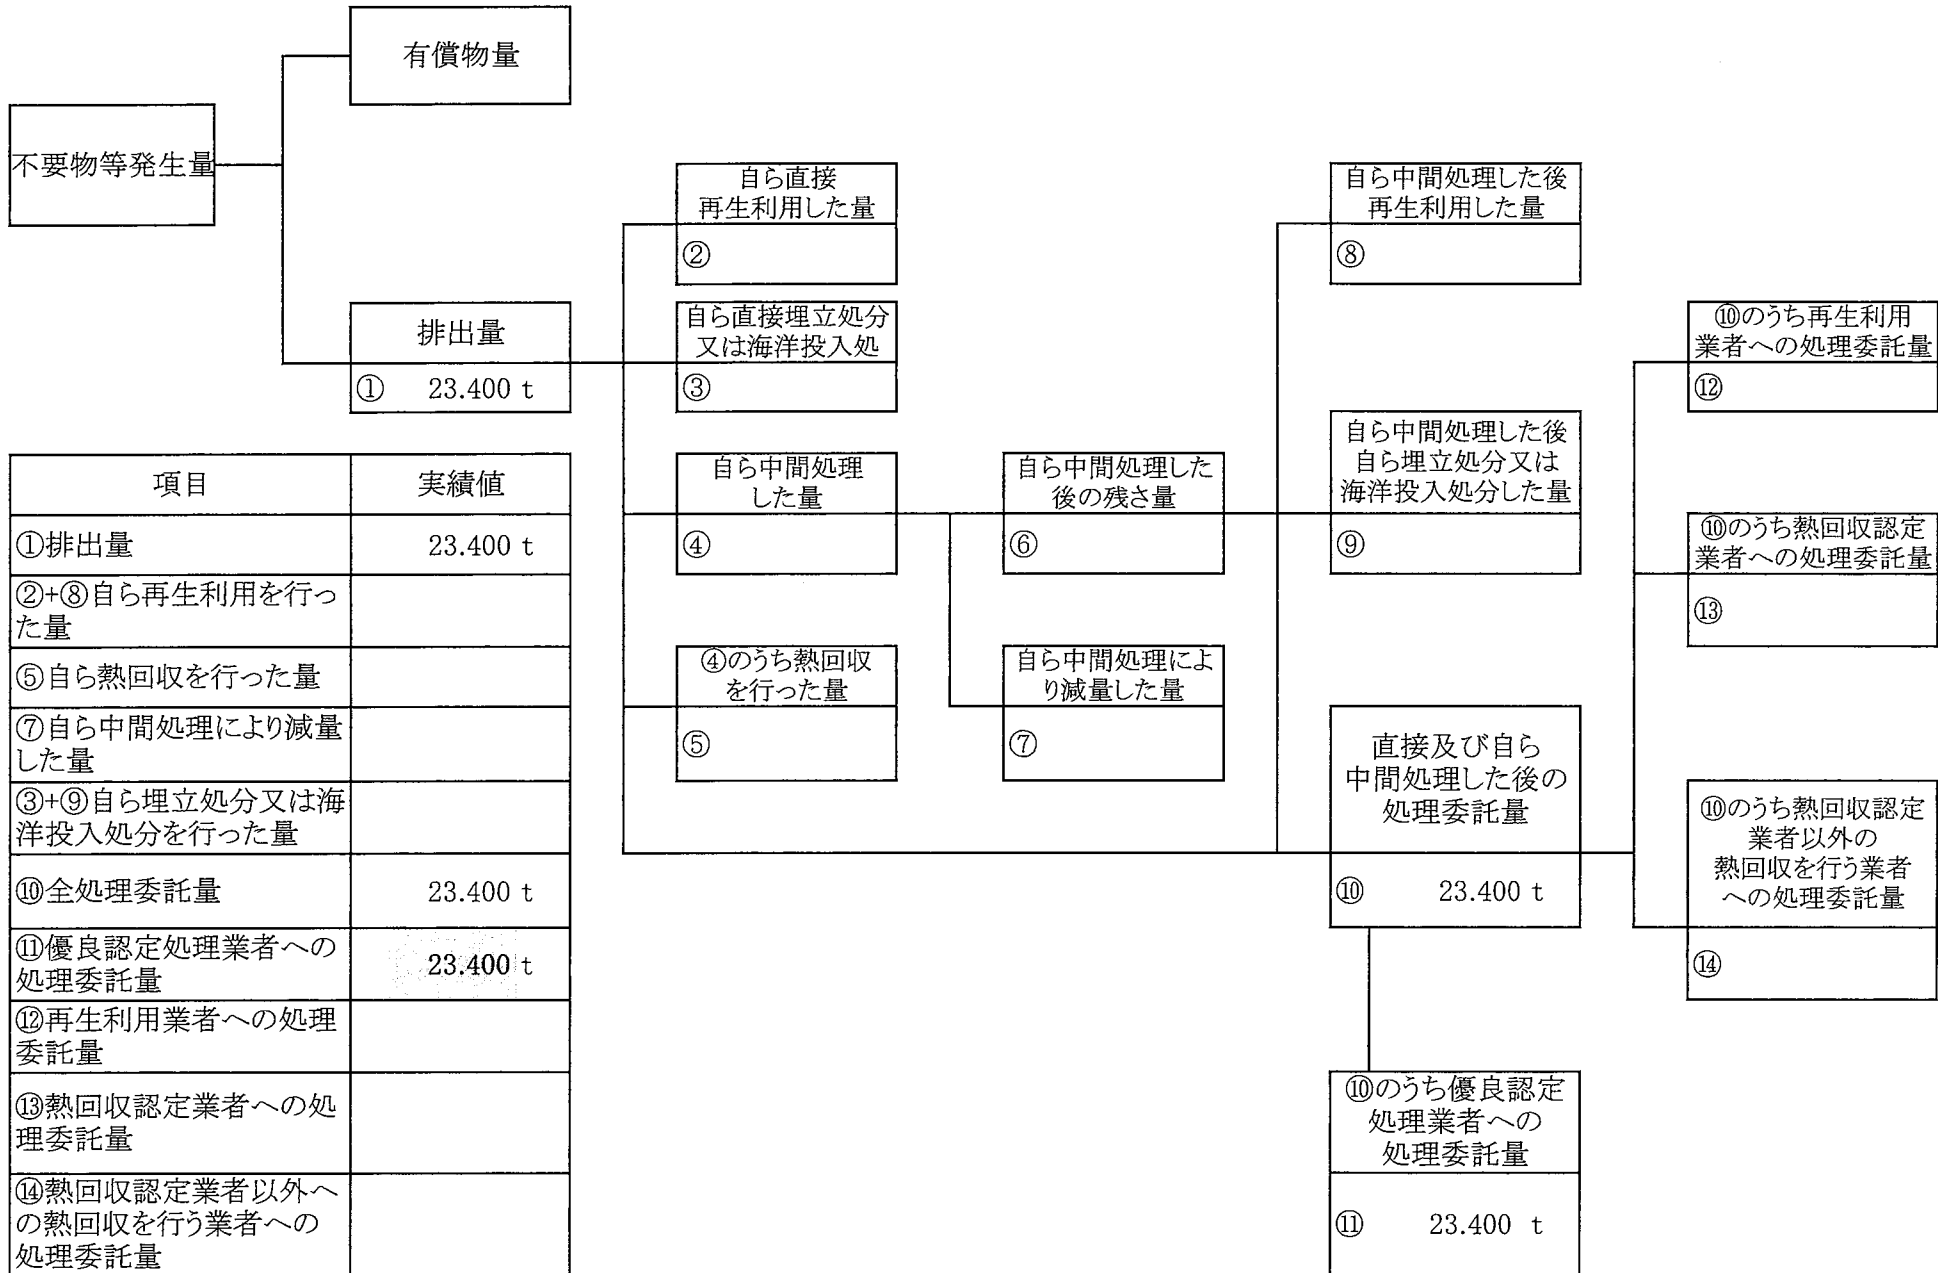 有償物量
不要物等発生量
自ら直接
再生利用した量
②
自ら中間処理した後
再生利用した量
⑧
排出量
① 23.400 t
自ら直接埋立処分
又は海洋投入処
③
⑩のうち再生利用
業者への処理委託量
⑫
自ら中間処理
した量
④
自ら中間処理した
後の残さ量
⑥
自ら中間処理した後
自ら埋立処分又は
海洋投入処分した量
⑨
⑩のうち熱回収認定
業者への処理委託量
⑬
④のうち熱回収
を行った量
⑤
自ら中間処理によ
り減量した量
⑦
直接及び自ら
中間処理した後の
処理委託量
⑩ 23.400 t
⑩のうち熱回収認定
業者以外の
熱回収を行う業者
への処理委託量
⑭
⑩のうち優良認定
処理業者への
処理委託量
⑪ 23.400 t
項目 実績値
①排出量 23.400 t
②+⑧自ら再生利用を行っ
た量
⑤自ら熱回収を行った量
⑦自ら中間処理により減量
した量
③+⑨自ら埋立処分又は海
洋投入処分を行った量
⑩全処理委託量 23.400 t
⑪優良認定処理業者への
処理委託量 23.400 t
⑫再生利用業者への処理
委託量
⑬熱回収認定業者への処
理委託量
⑭熱回収認定業者以外へ
の熱回収を行う業者への
処理委託量